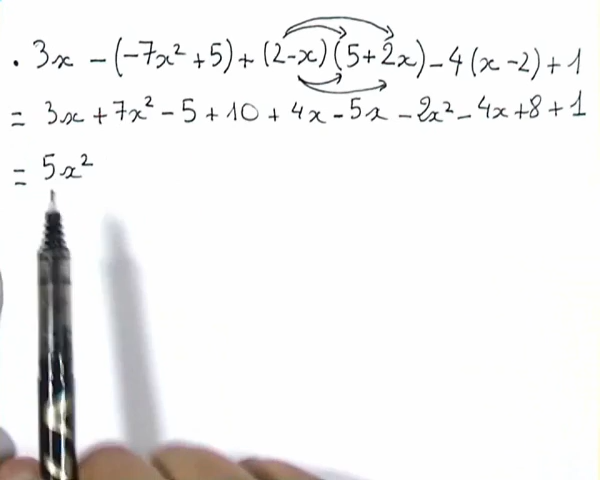 . 3x - (-7x² + 5) + (2-x)(5+2x) - 4(x-2) + 1
= 3x + 7x² - 5 + 10 + 4x - 5x - 2x² - 4x + 8 + 1
= 5x²